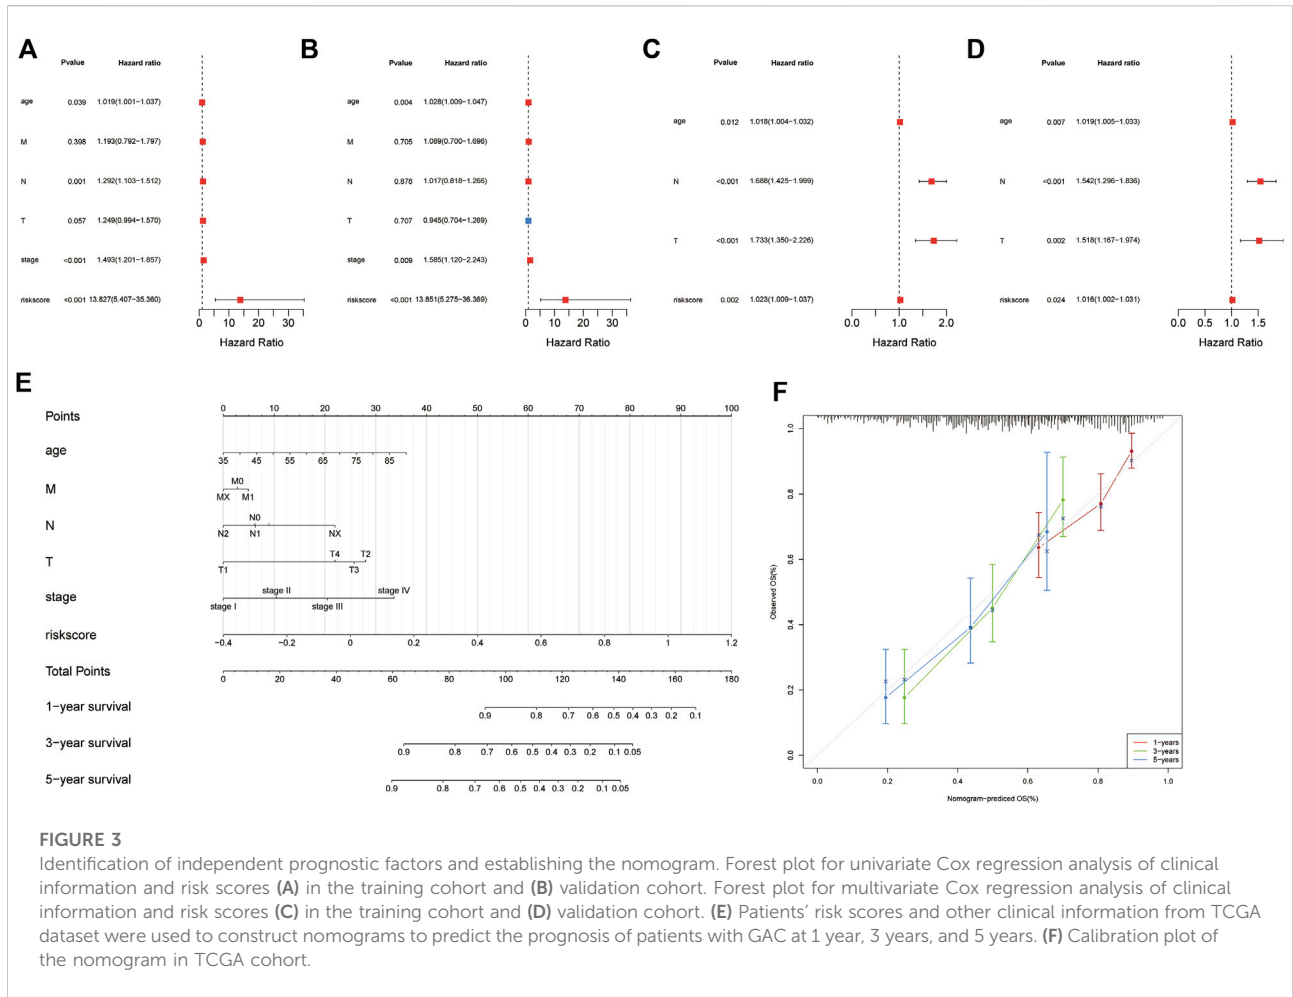 A
Pvalue Hazard ratio
age 0.039 1.019(1.001−1.037)
M 0.398 1.193(0.792−1.797)
N 0.001 1.292(1.103−1.512)
T 0.057 1.249(0.994−1.570)
stage <0.001 1.493(1.201−1.857)
riskscore <0.001 13.827(5.407−35.360)
0 10 20 30
Hazard Ratio
B
Pvalue Hazard ratio
age 0.004 1.028(1.009−1.047)
M 0.705 1.089(0.700−1.696)
N 0.878 1.017(0.818−1.266)
T 0.707 0.945(0.704−1.269)
stage 0.009 1.585(1.120−2.243)
riskscore <0.001 13.851(5.275−36.369)
0 10 20 30
Hazard Ratio
C
Pvalue Hazard ratio
age 0.012 1.018(1.004−1.032)
N <0.001 1.688(1.425−1.999)
T <0.001 1.733(1.350−2.226)
riskscore 0.002 1.023(1.009−1.037)
0.0 1.0 2.0
Hazard Ratio
D
Pvalue Hazard ratio
age 0.007 1.019(1.005−1.033)
N <0.001 1.542(1.296−1.836)
T 0.002 1.518(1.167−1.974)
riskscore 0.024 1.016(1.002−1.031)
0.0 0.5 1.0 1.5
Hazard Ratio
E
Points 0 10 20 30 40 50 60 70 80 90 100
age 35 45 55 65 75 85
M MX M0 M1
N N2 N0 N1 NX
T T1 T4 T3 T2
stage stage I stage II stage III stage IV
riskscore −0.4 −0.2 0 0.2 0.4 0.6 0.8 1 1.2
Total Points 0 20 40 60 80 100 120 140 160 180
1−year survival 0.9 0.8 0.7 0.6 0.5 0.4 0.3 0.2 0.1
3−year survival 0.9 0.8 0.7 0.6 0.5 0.4 0.3 0.2 0.1 0.05
5−year survival 0.9 0.8 0.7 0.6 0.5 0.4 0.3 0.2 0.1 0.05
F
Observed OS(%)
1.0
0.8
0.6
0.4
0.2
0.0
1−years
3−years
5−years
0.0 0.2 0.4 0.6 0.8 1.0
Nomogram−prediced OS(%)
FIGURE 3
Identification of independent prognostic factors and establishing the nomogram. Forest plot for univariate Cox regression analysis of clinical
information and risk scores (A) in the training cohort and (B) validation cohort. Forest plot for multivariate Cox regression analysis of clinical
information and risk scores (C) in the training cohort and (D) validation cohort. (E) Patients’ risk scores and other clinical information from TCGA
dataset were used to construct nomograms to predict the prognosis of patients with GAC at 1 year, 3 years, and 5 years. (F) Calibration plot of
the nomogram in TCGA cohort.